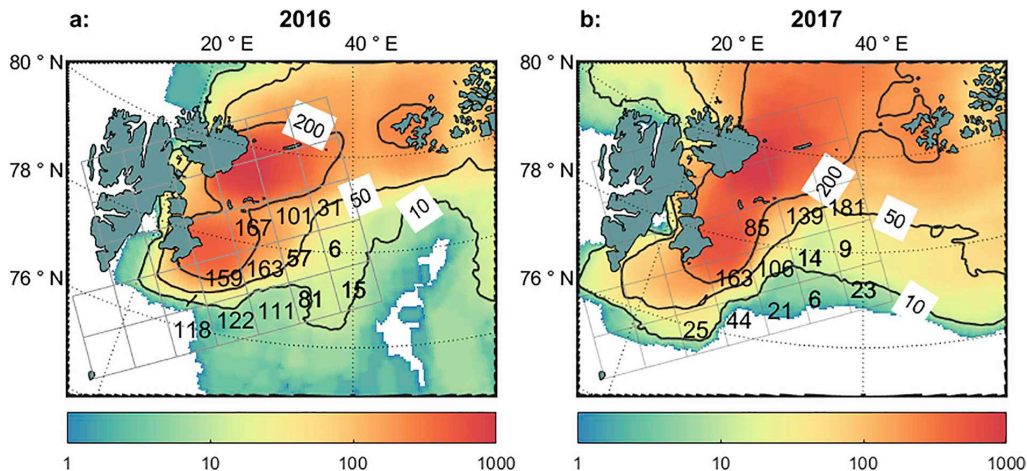 a: 2016
20 ° E 40 ° E
80 ° N
78 ° N
76 ° N
200
50
10
167 101 31
6
159 163 57
15
118 122 111 81
1 10 100 1000
b: 2017
20 ° E 40 ° E
80 ° N
78 ° N
76 ° N
200
50
10
85 139 181
9
163 106 14
23
25 44 21 6
1 10 100 1000